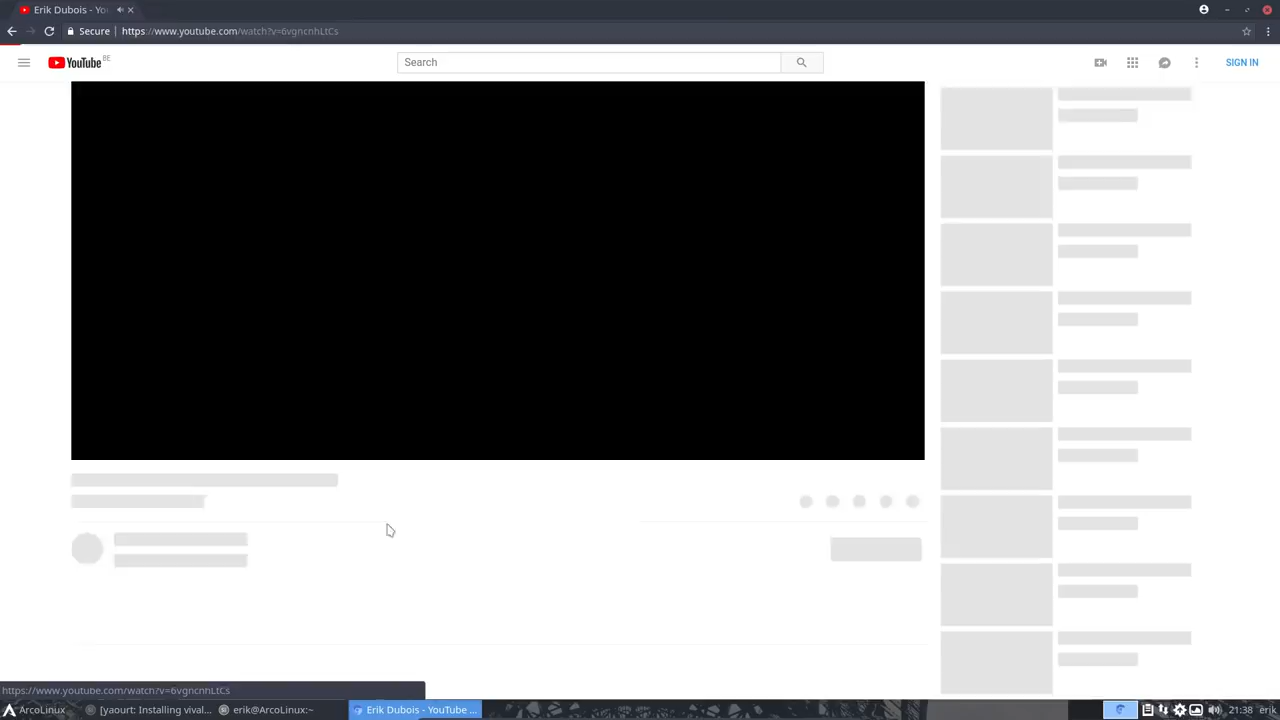 Erik Dubois - You
Secure
https://www.youtube.com/watch?v=6vgncnhLtCs
YouTube BE
Search
SIGN IN
https://www.youtube.com/watch?v=6vgncnhLtCs
ArcoLinux
[yaourt: Installing vival...
erik@ArcoLinux:~
Erik Dubois - YouTube ...
21:38
erik